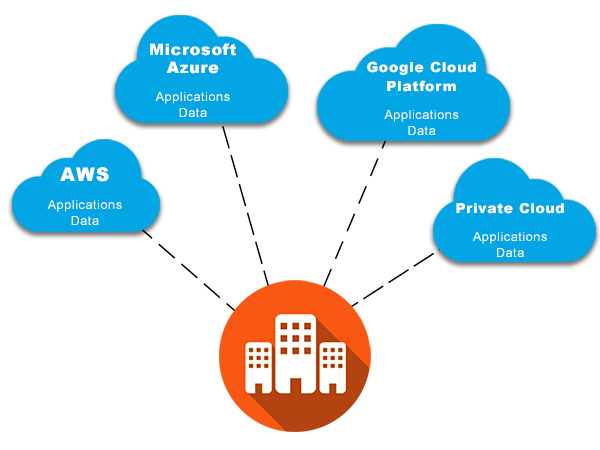 Microsoft
Azure
Applications
Data
Google Cloud
Platform
Applications
Data
AWS
Applications
Data
Private Cloud
Applications
Data